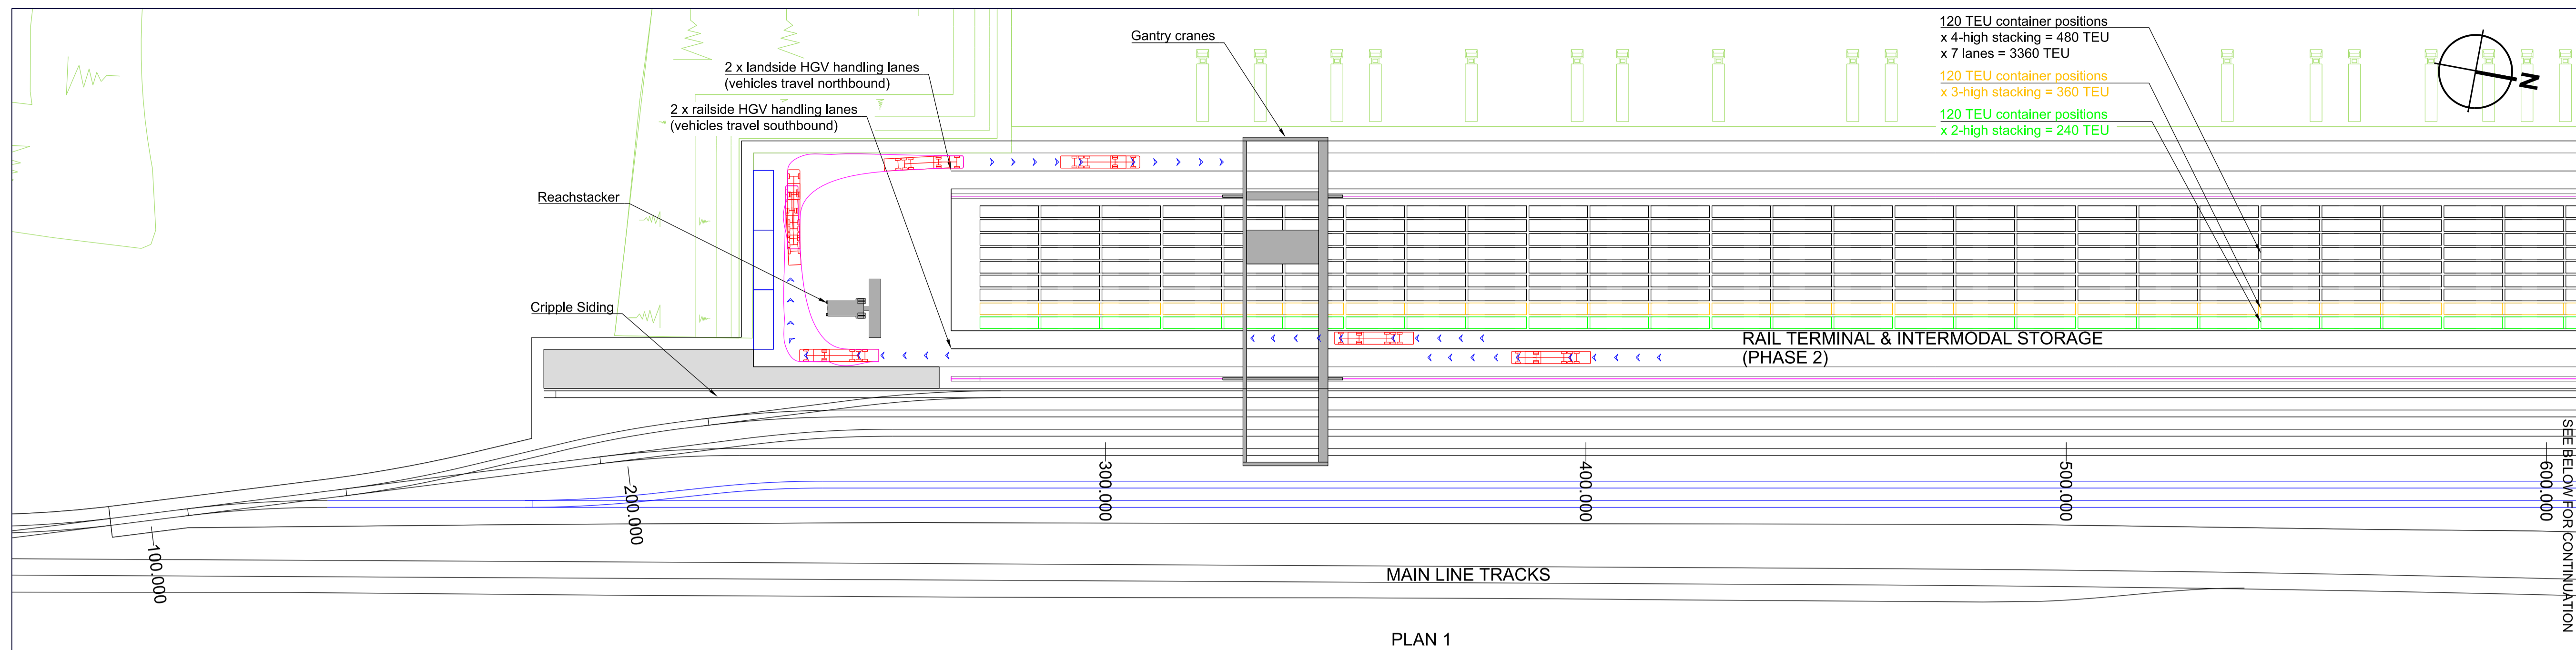 120 TEU container positions
x 4-high stacking = 480 TEU
x 7 lanes = 3360 TEU
120 TEU container positions
x 3-high stacking = 360 TEU
120 TEU container positions
x 2-high stacking = 240 TEU
N
Gantry cranes
2 x landside HGV handling lanes
(vehicles travel northbound)
2 x railside HGV handling lanes
(vehicles travel southbound)
Reachstacker
Cripple Siding
RAIL TERMINAL & INTERMODAL STORAGE
(PHASE 2)
100.000
200.000
300.000
400.000
500.000
600.000
SEE BELOW FOR CONTINUATION
MAIN LINE TRACKS
PLAN 1